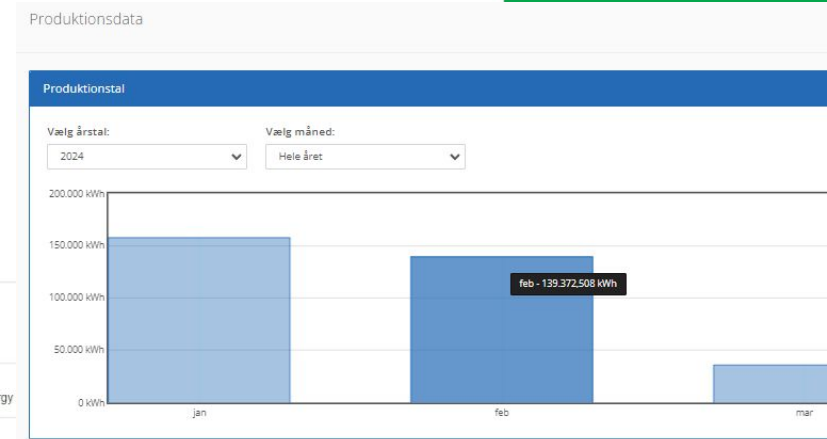 Produktionsdata
Produktionstal
Vælg årstal:
Vælg måned:
2024
Hele året
200.000 kWh
150.000 kWh
100.000 kWh
50.000 kWh
0 kWh
feb - 139.372,508 kWh
jan
feb
mar
rgy